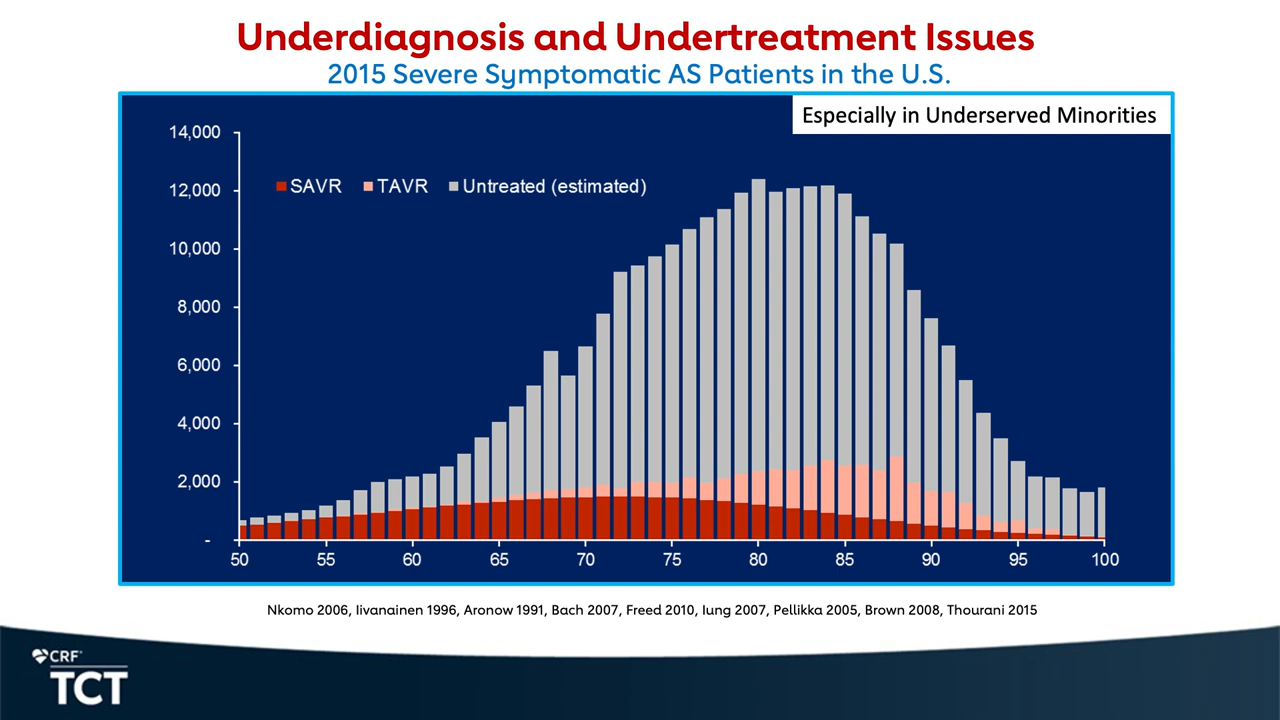 Underdiagnosis and Undertreatment Issues
2015 Severe Symptomatic AS Patients in the U.S.
Especially in Underserved Minorities
14,000
12,000
10,000
8,000
6,000
4,000
2,000
-
SAVR TAVR Untreated (estimated)
50 55 60 65 70 75 80 85 90 95 100
Nkomo 2006, Iivanainen 1996, Aronow 1991, Bach 2007, Freed 2010, Iung 2007, Pellikka 2005, Brown 2008, Thourani 2015
CRF®
TCT